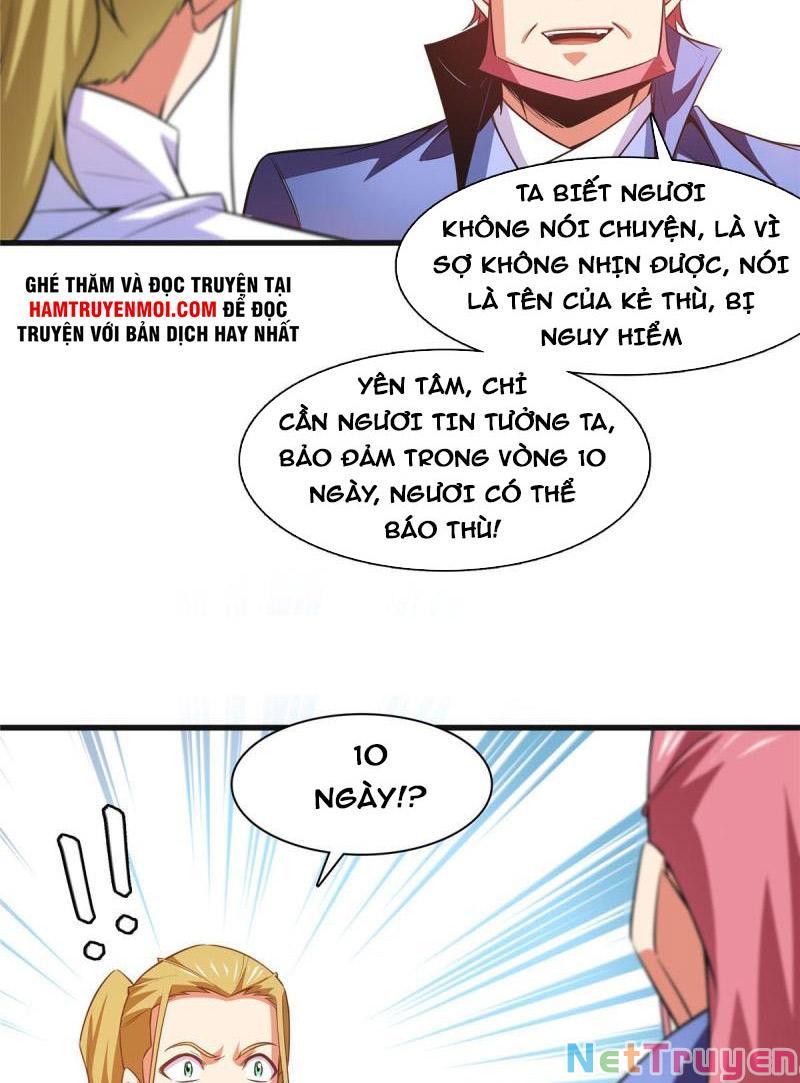 TA BIẾT NGƯƠI
KHÔNG NÓI CHUYỆN, LÀ VÌ
SỢ KHÔNG NHỊN ĐƯỢC, NÓI
LÀ TÊN CỦA KẺ THÙ, BỊ
NGUY HIỂM
GHÉ THĂM VÀ ĐỌC TRUYỆN TẠI
HAMTRUYENMOI.COM ĐỂ ĐỌC
TRUYỆN VỚI BẢN DỊCH HAY NHẤT
YÊN TÂM, CHỈ
CẦN NGƯƠI TIN TƯỞNG TA,
BẢO ĐẢM TRONG VÒNG 10
NGÀY, NGƯƠI CÓ THỂ
BÁO THÙ!
10
NGÀY!?
!!
NetTruyen